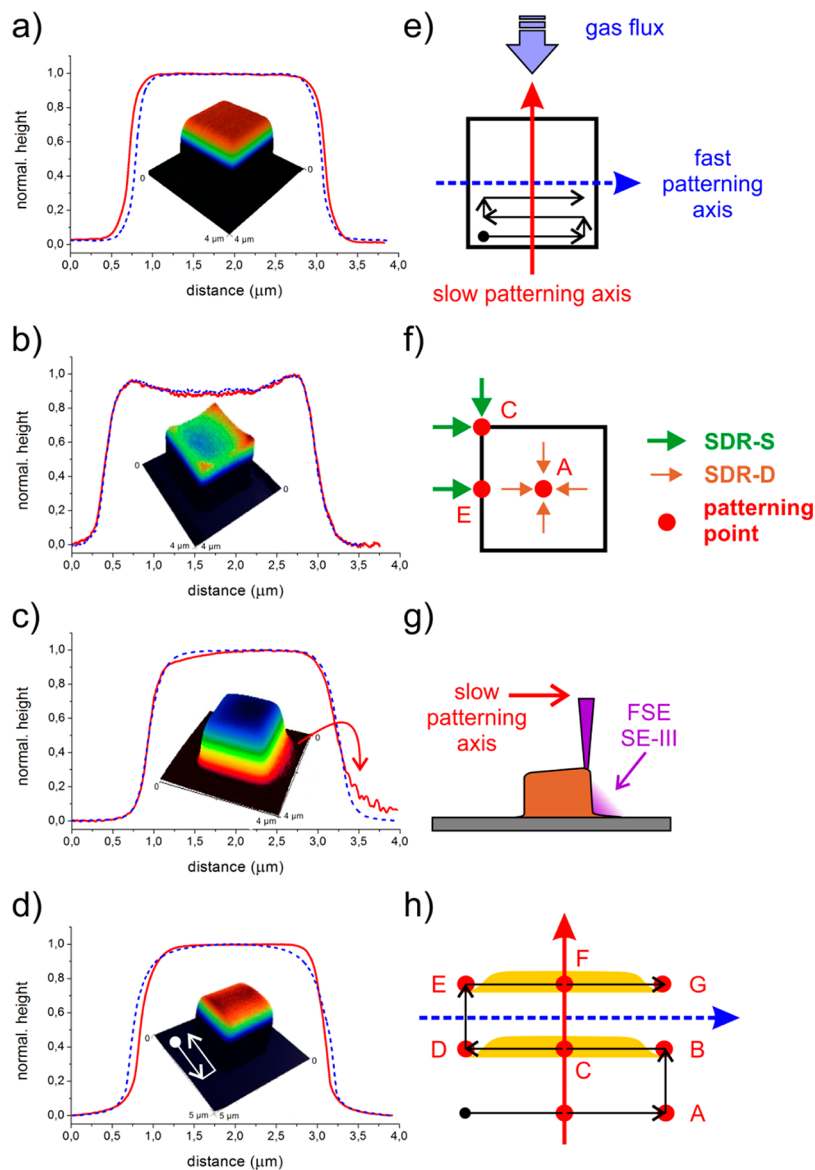 a)
normal. height
1,0
0,8
0,6
0,4
0,2
0,0
0,0 0,5 1,0 1,5 2,0 2,5 3,0 3,5 4,0
distance (μm)
0
0
4 μm
4 μm
e)
gas flux
fast
patterning
axis
slow patterning axis
b)
normal. height
1,0
0,8
0,6
0,4
0,2
0,0
0,0 0,5 1,0 1,5 2,0 2,5 3,0 3,5 4,0
distance (μm)
0
0
4 μm
4 μm
f)
C
A
E
SDR-S
SDR-D
patterning
point
c)
normal. height
1,0
0,8
0,6
0,4
0,2
0,0
0,0 0,5 1,0 1,5 2,0 2,5 3,0 3,5 4,0
distance (μm)
0
0
4 μm
4 μm
g)
slow
patterning
axis
FSE
SE-III
d)
normal. height
1,0
0,8
0,6
0,4
0,2
0,0
0,0 0,5 1,0 1,5 2,0 2,5 3,0 3,5 4,0
distance (μm)
0
0
5 μm
5 μm
h)
F
E
G
D
B
C
A